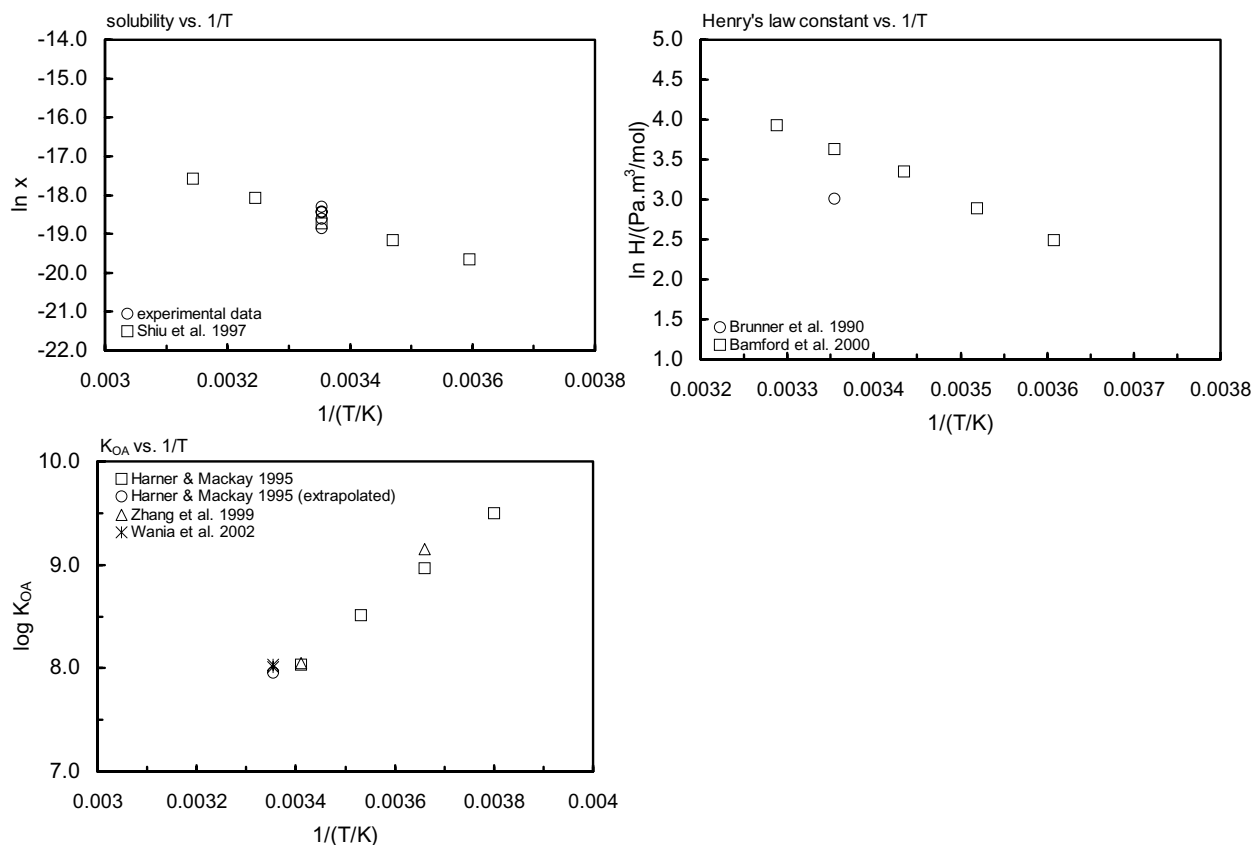 solubility vs. 1/T
-14.0
-15.0
-16.0
-17.0
-18.0
-19.0
-20.0
-21.0
-22.0
ln x
experimental data
Shiu et al. 1997
0.003 0.0032 0.0034 0.0036 0.0038
1/(T/K)
Henry's law constant vs. 1/T
5.0
4.5
4.0
3.5
3.0
2.5
2.0
1.5
1.0
ln H/(Pa.m³/mol)
Brunner et al. 1990
Bamford et al. 2000
0.0032 0.0033 0.0034 0.0035 0.0036 0.0037 0.0038
1/(T/K)
K_OA vs. 1/T
10.0
9.0
8.0
7.0
log K_OA
Harner & Mackay 1995
Harner & Mackay 1995 (extrapolated)
Zhang et al. 1999
Wania et al. 2002
0.003 0.0032 0.0034 0.0036 0.0038 0.004
1/(T/K)